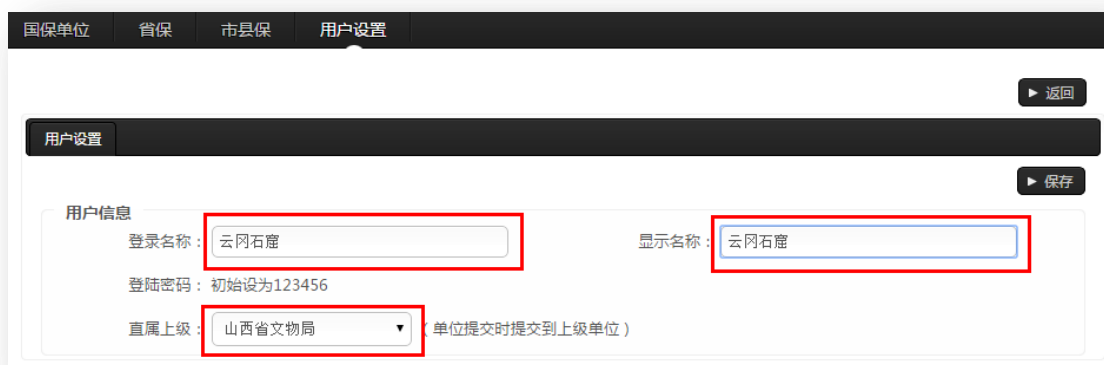 国保单位 省保 市县保 用户设置
返回
用户设置
保存
用户信息
登录名称： 云冈石窟 显示名称： 云冈石窟
登陆密码： 初始设为123456
直属上级： 山西省文物局 （单位提交时提交到上级单位）